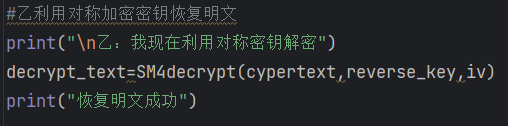 #乙利用对称加密密钥恢复明文
print("\n乙：我现在利用对称密钥解密")
decrypt_text=SM4decrypt(cypertext,reverse_key,iv)
print("恢复明文成功")